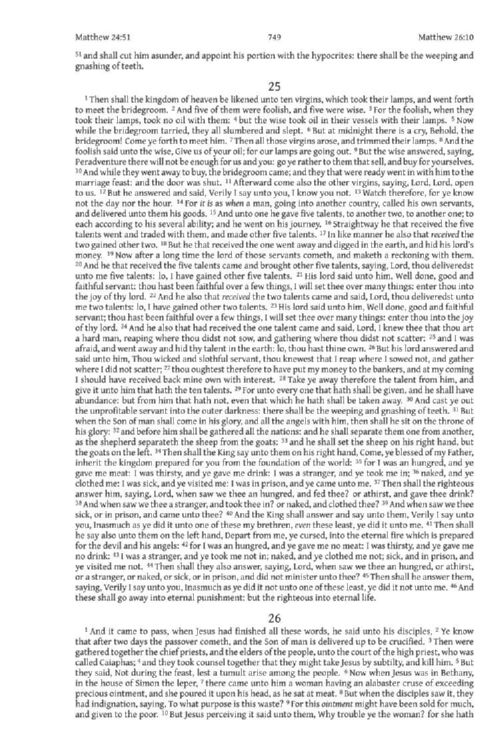 Matthew 24:51 749 Matthew 26:10
51 and shall cut him asunder, and appoint his portion with the hypocrites: there shall be the weeping and
gnashing of teeth.
25
1 Then shall the kingdom of heaven be likened unto ten virgins, which took their lamps, and went forth
to meet the bridegroom. 2 And five of them were foolish, and five were wise. 3 For the foolish, when they
took their lamps, took no oil with them: 4 but the wise took oil in their vessels with their lamps. 5 Now
while the bridegroom tarried, they all slumbered and slept. 6 But at midnight there is a cry, Behold, the
bridegroom! Come ye forth to meet him. 7 Then all those virgins arose, and trimmed their lamps. 8 And the
foolish said unto the wise, Give us of your oil; for our lamps are going out. 9 But the wise answered, saying,
Peradventure there will not be enough for us and you: go ye rather to them that sell, and buy for yourselves.
10 And while they went away to buy, the bridegroom came; and they that were ready went in with him to the
marriage feast: and the door was shut. 11 Afterward come also the other virgins, saying, Lord, Lord, open
to us. 12 But he answered and said, Verily I say unto you, I know you not. 13 Watch therefore, for ye know
not the day nor the hour. 14 For it is as when a man, going into another country, called his own servants,
and delivered unto them his goods. 15 And unto one he gave five talents, to another two, to another one; to
each according to his several ability; and he went on his journey. 16 Straightway he that received the five
talents went and traded with them, and made other five talents. 17 In like manner he also that received the
two gained other two. 18 But he that received the one went away and digged in the earth, and hid his lord's
money. 19 Now after a long time the lord of those servants cometh, and maketh a reckoning with them.
20 And he that received the five talents came and brought other five talents, saying, Lord, thou deliveredst
unto me five talents: lo, I have gained other five talents. 21 His lord said unto him, Well done, good and
faithful servant: thou hast been faithful over a few things, I will set thee over many things: enter thou into
the joy of thy lord. 22 And he also that received the two talents came and said, Lord, thou deliveredst unto
me two talents: lo, I have gained other two talents. 23 His lord said unto him, Well done, good and faithful
servant; thou hast been faithful over a few things, I will set thee over many things: enter thou into the joy
of thy lord. 24 And he also that had received the one talent came and said, Lord, I knew thee that thou art
a hard man, reaping where thou didst not sow, and gathering where thou didst not scatter: 25 and I was
afraid, and went away and hid thy talent in the earth: lo, thou hast thine own. 26 But his lord answered and
said unto him, Thou wicked and slothful servant, thou knewest that I reap where I sowed not, and gather
where I did not scatter; 27 thou oughtest therefore to have put my money to the bankers, and at my coming
I should have received back mine own with interest. 28 Take ye away therefore the talent from him, and
give it unto him that hath the ten talents. 29 For unto every one that hath shall be given, and he shall have
abundance: but from him that hath not, even that which he hath shall be taken away. 30 And cast ye out
the unprofitable servant into the outer darkness: there shall be the weeping and gnashing of teeth. 31 But
when the Son of man shall come in his glory, and all the angels with him, then shall he sit on the throne of
his glory: 32 and before him shall be gathered all the nations: and he shall separate them one from another,
as the shepherd separateth the sheep from the goats: 33 and he shall set the sheep on his right hand, but
the goats on the left. 34 Then shall the King say unto them on his right hand, Come, ye blessed of my Father,
inherit the kingdom prepared for you from the foundation of the world: 35 for I was an hungred, and ye
gave me meat: I was thirsty, and ye gave me drink: I was a stranger, and ye took me in; 36 naked, and ye
clothed me: I was sick, and ye visited me: I was in prison, and ye came unto me. 37 Then shall the righteous
answer him, saying, Lord, when saw we thee an hungred, and fed thee? or athirst, and gave thee drink?
38 And when saw we thee a stranger, and took thee in? or naked, and clothed thee? 39 And when saw we thee
sick, or in prison, and came unto thee? 40 And the King shall answer and say unto them, Verily I say unto
you, Inasmuch as ye did it unto one of these my brethren, even these least, ye did it unto me. 41 Then shall
he say also unto them on the left hand, Depart from me, ye cursed, into the eternal fire which is prepared
for the devil and his angels: 42 for I was an hungred, and ye gave me no meat: I was thirsty, and ye gave me
no drink: 43 I was a stranger, and ye took me not in; naked, and ye clothed me not; sick, and in prison, and
ye visited me not. 44 Then shall they also answer, saying, Lord, when saw we thee an hungred, or athirst,
or a stranger, or naked, or sick, or in prison, and did not minister unto thee? 45 Then shall he answer them,
saying, Verily I say unto you, Inasmuch as ye did it not unto one of these least, ye did it not unto me. 46 And
these shall go away into eternal punishment: but the righteous into eternal life.
26
1 And it came to pass, when Jesus had finished all these words, he said unto his disciples, 2 Ye know
that after two days the passover cometh, and the Son of man is delivered up to be crucified. 3 Then were
gathered together the chief priests, and the elders of the people, unto the court of the high priest, who was
called Caiaphas; 4 and they took counsel together that they might take Jesus by subtilty, and kill him. 5 But
they said, Not during the feast, lest a tumult arise among the people. 6 Now when Jesus was in Bethany,
in the house of Simon the leper, 7 there came unto him a woman having an alabaster cruse of exceeding
precious ointment, and she poured it upon his head, as he sat at meat. 8 But when the disciples saw it, they
had indignation, saying, To what purpose is this waste? 9 For this ointment might have been sold for much,
and given to the poor. 10 But Jesus perceiving it said unto them, Why trouble ye the woman? for she hath